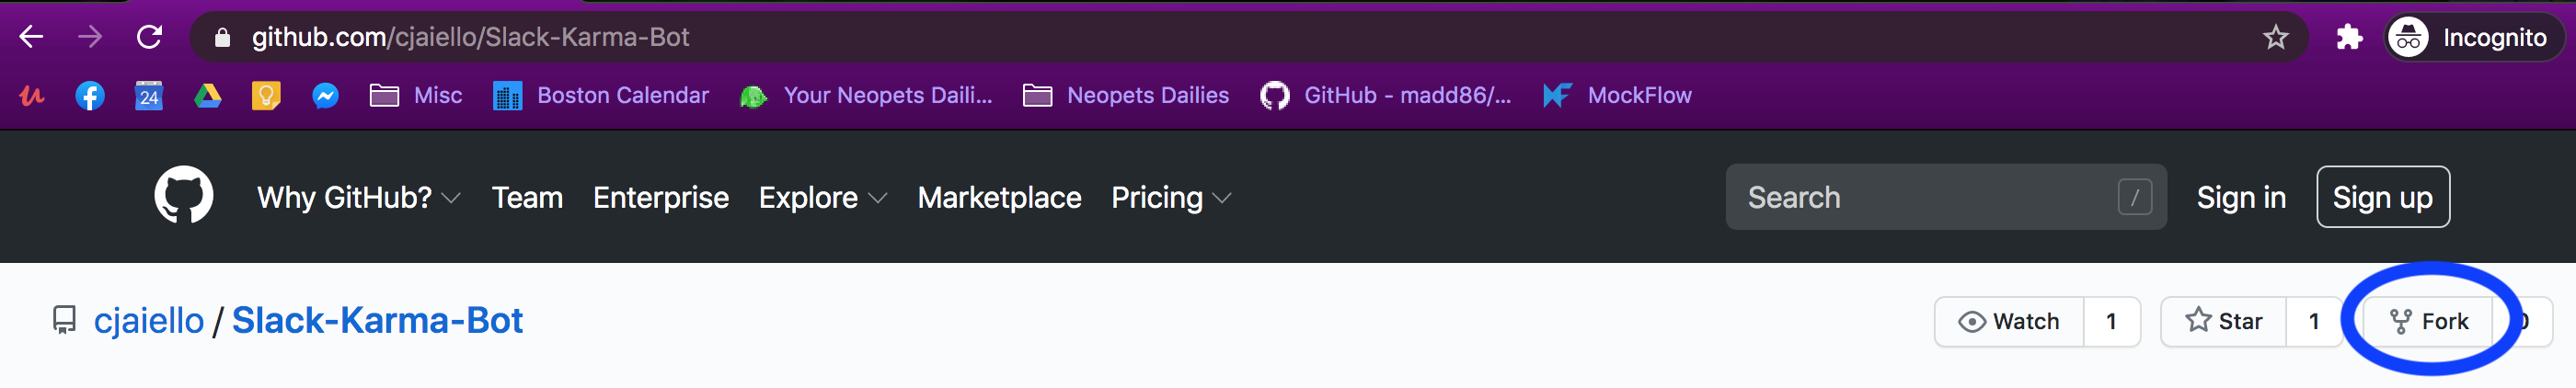 github.com/cjaiello/Slack-Karma-Bot Incognito
24 Misc Boston Calendar Your Neopets Daili... Neopets Dailies GitHub - madd86/... MockFlow
Why GitHub? Team Enterprise Explore Marketplace Pricing Search / Sign in Sign up
cjaiello / Slack-Karma-Bot Watch 1 Star 1 Fork